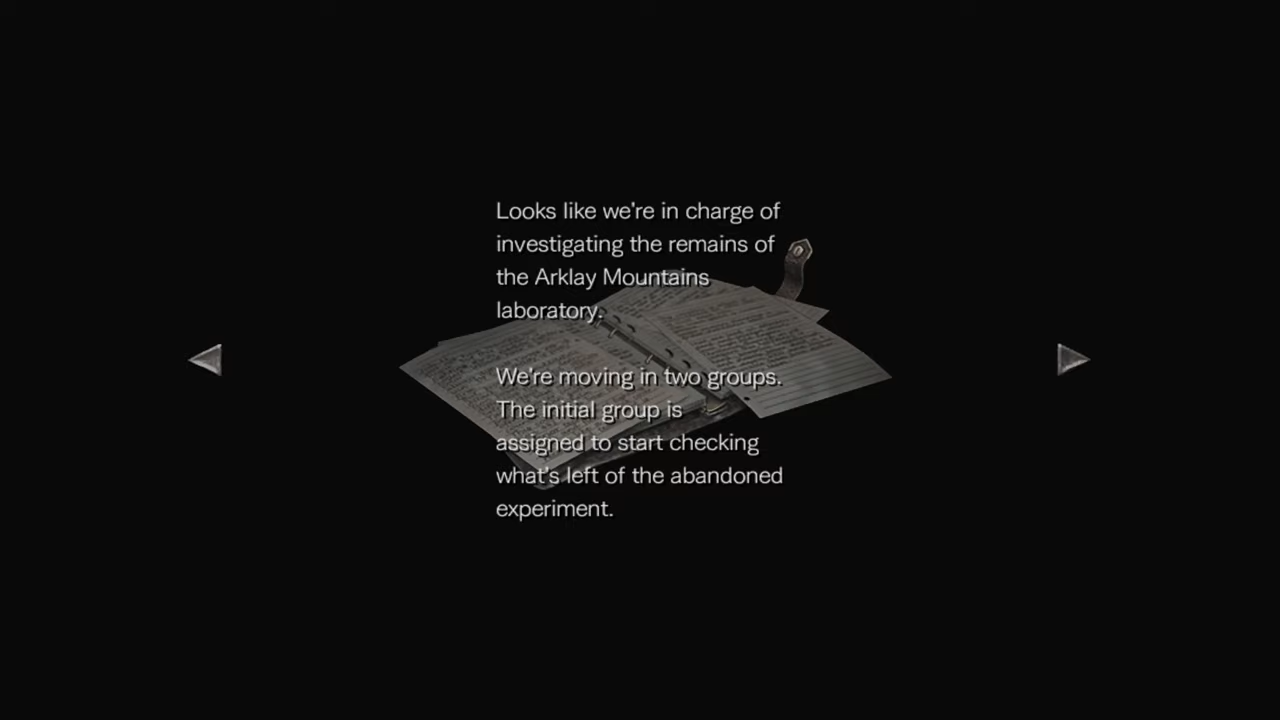 Looks like we're in charge of
investigating the remains of
the Arklay Mountains
laboratory.
We're moving in two groups.
The initial group is
assigned to start checking
what's left of the abandoned
experiment.